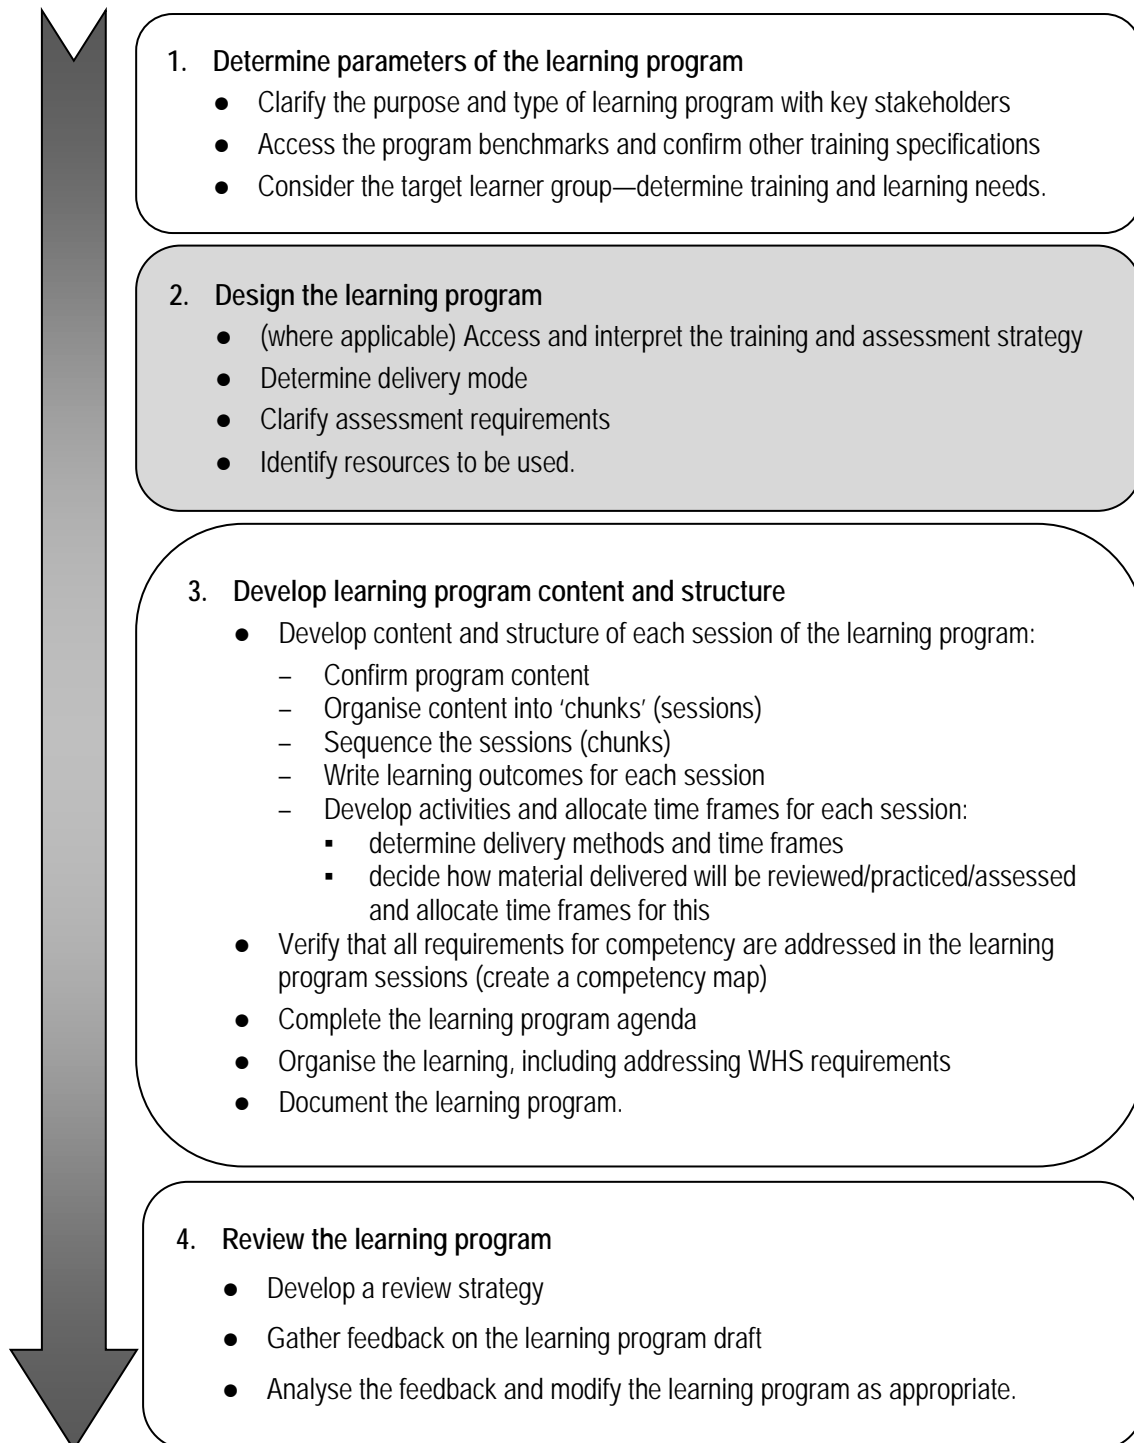 1. Determine parameters of the learning program
● Clarify the purpose and type of learning program with key stakeholders
● Access the program benchmarks and confirm other training specifications
● Consider the target learner group—determine training and learning needs.
2. Design the learning program
● (where applicable) Access and interpret the training and assessment strategy
● Determine delivery mode
● Clarify assessment requirements
● Identify resources to be used.
3. Develop learning program content and structure
● Develop content and structure of each session of the learning program:
– Confirm program content
– Organise content into ‘chunks’ (sessions)
– Sequence the sessions (chunks)
– Write learning outcomes for each session
– Develop activities and allocate time frames for each session:
▪ determine delivery methods and time frames
▪ decide how material delivered will be reviewed/practiced/assessed
and allocate time frames for this
● Verify that all requirements for competency are addressed in the learning
program sessions (create a competency map)
● Complete the learning program agenda
● Organise the learning, including addressing WHS requirements
● Document the learning program.
4. Review the learning program
● Develop a review strategy
● Gather feedback on the learning program draft
● Analyse the feedback and modify the learning program as appropriate.